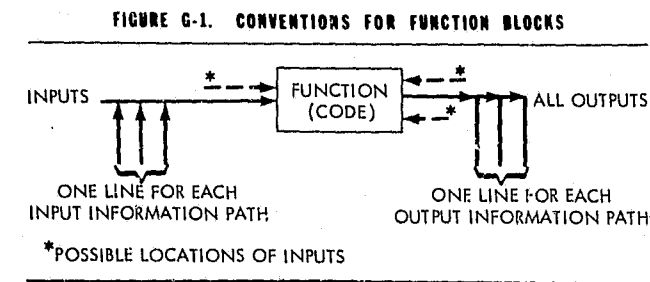 FIGURE G-1. CONVENTIONS FOR FUNCTION BLOCKS
*
*
INPUTS
FUNCTION
(CODE)
ALL OUTPUTS
*
ONE LINE FOR EACH
INPUT INFORMATION PATH
ONE LINE FOR EACH
OUTPUT INFORMATION PATH
*POSSIBLE LOCATIONS OF INPUTS